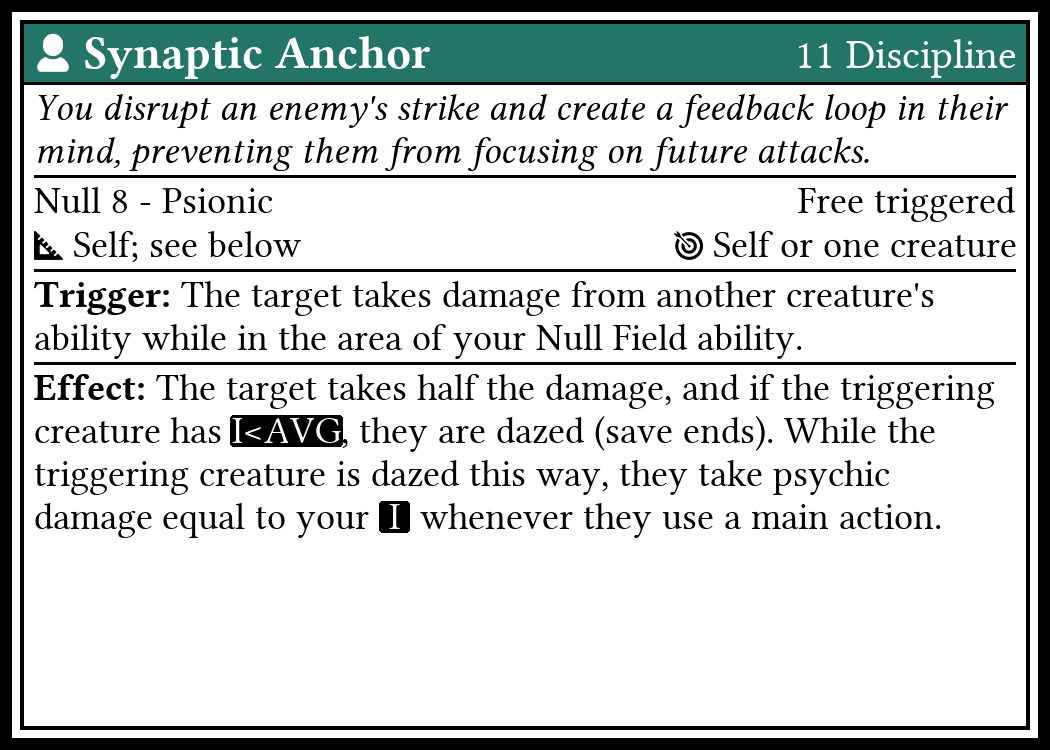 Synaptic Anchor 11 Discipline
You disrupt an enemy's strike and create a feedback loop in their
mind, preventing them from focusing on future attacks.
Null 8 - Psionic Free triggered
Self; see below Self or one creature
Trigger: The target takes damage from another creature's
ability while in the area of your Null Field ability.
Effect: The target takes half the damage, and if the triggering
creature has I<AVG, they are dazed (save ends). While the
triggering creature is dazed this way, they take psychic
damage equal to your I whenever they use a main action.